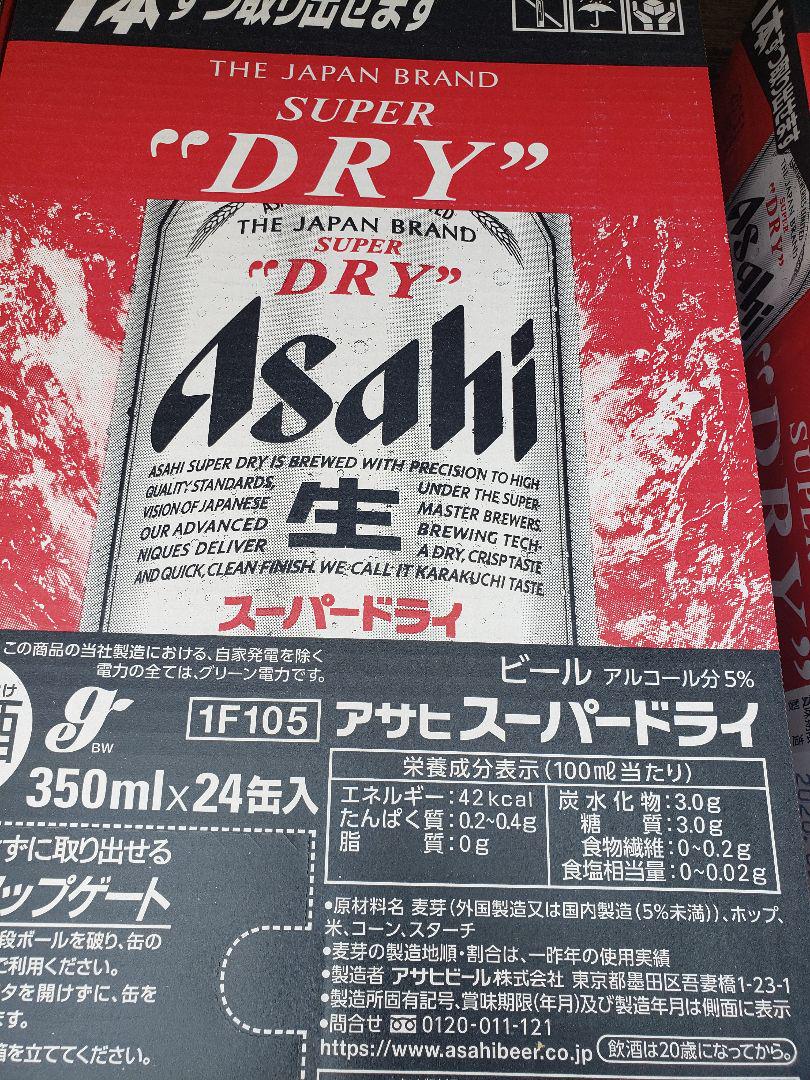 1本ずつ取り出せます
THE JAPAN BRAND
SUPER
“DRY”
THE JAPAN BRAND
SUPER
“DRY”
Asahi
ASAHI SUPER DRY IS BREWED WITH PRECISION TO HIGH
QUALITY STANDARDS, UNDER THE SUPER-
VISION OF JAPANESE MASTER BREWERS.
OUR ADVANCED BREWING TECH-
NIQUES DELIVER A DRY, CRISP TASTE
AND QUICK, CLEAN FINISH. WE CALL IT KARAKUCHI TASTE.
生
スーパードライ
この商品の当社製造における、自家発電を除く
電力の全ては、グリーン電力です。
ビール アルコール分5%
g
BW
1F105
アサヒスーパードライ
350ml×24缶入
栄養成分表示(100ml当たり)
エネルギー:42kcal
たんぱく質:0.2~0.4g
脂質:0g
炭水化物:3.0g
糖質:3.0g
食物繊維:0~0.2g
食塩相当量:0~0.02g
ずに取り出せる
ップゲート
段ボールを破り、缶の
ご利用ください。
タを開けずに、缶を
ます。
箱を立ててください。
•原材料名 麦芽(外国製造又は国内製造(5%未満))、ホップ、
米、コーン、スターチ
•麦芽の製造地順・割合は、一昨年の使用実績
•製造者 アサヒビール株式会社 東京都墨田区吾妻橋1-23-1
•製造所固有記号、賞味期限(年月)及び製造年月は側面に表示
•問合せ 0120-011-121
https://www.asahibeer.co.jp 飲酒は20歳になってから。
1本ずつ取り出せます
SUPER
“DRY”
Asahi
SUPER
“DRY”